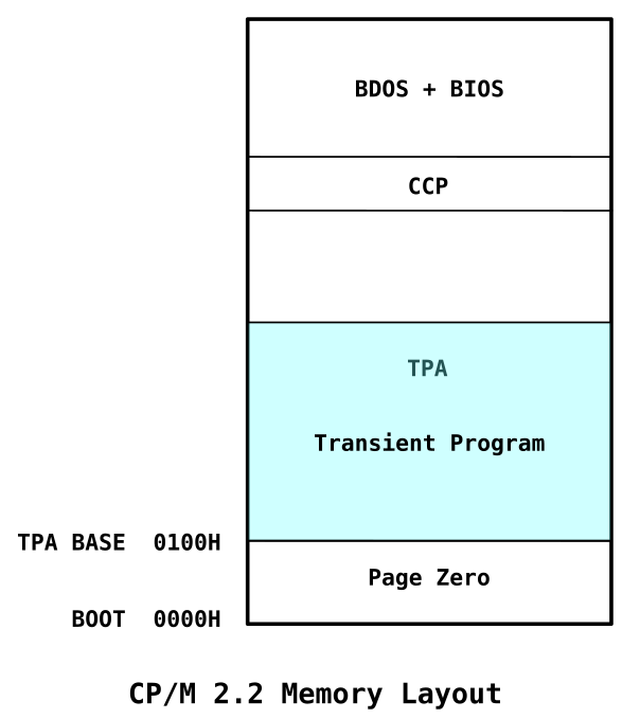 BDOS + BIOS
CCP
TPA
Transient Program
TPA BASE  0100H
Page Zero
BOOT  0000H
CP/M 2.2 Memory Layout